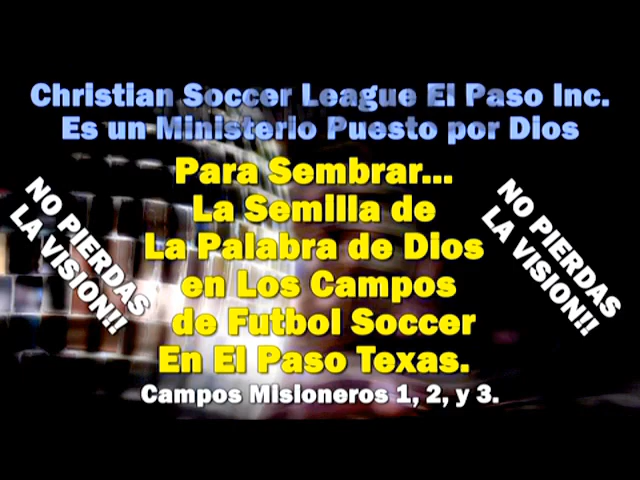 Christian Soccer League El Paso Inc.
Es un Ministerio Puesto por Dios
Para Sembrar...
La Semilla de
La Palabra de Dios
en Los Campos
de Futbol Soccer
En El Paso Texas.
Campos Misioneros 1, 2, y 3.
NO PIERDAS
LA VISION!!
NO PIERDAS
LA VISION!!